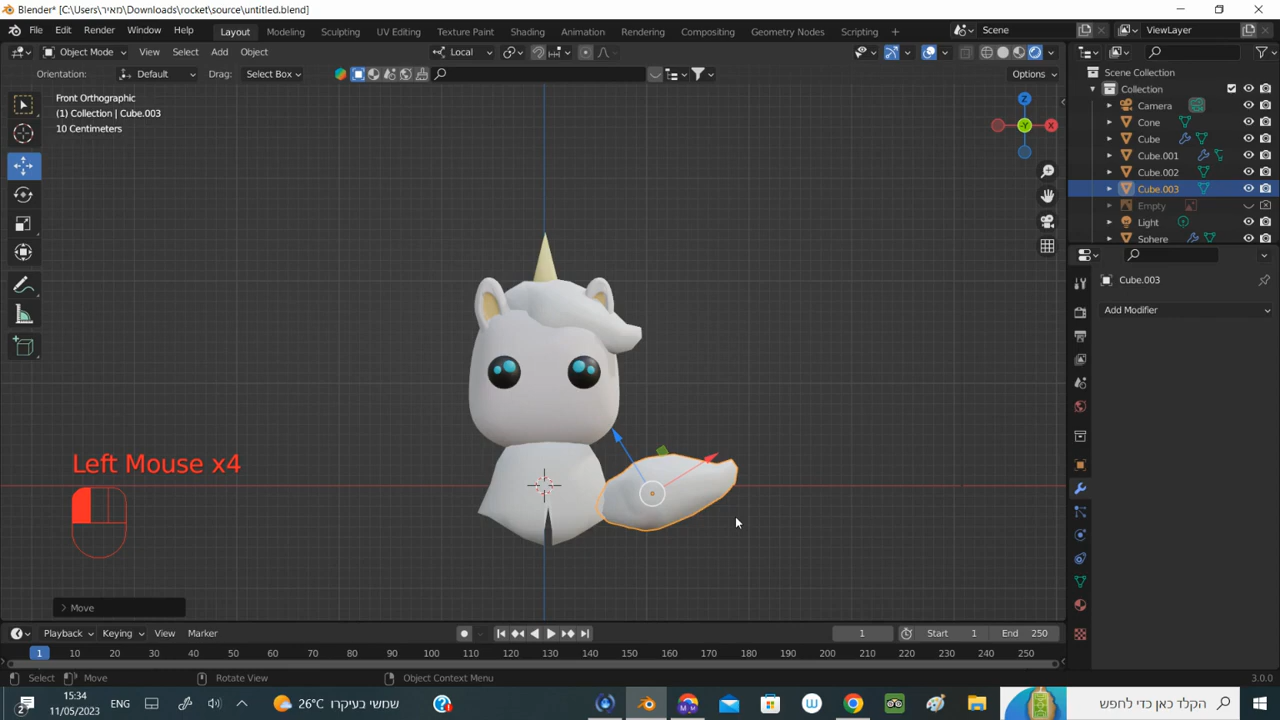 Blender* [C:\Users\מאיר\Downloads\rocket\source\untitled.blend]
File Edit Render Window Help Layout Modeling Sculpting UV Editing Texture Paint Shading Animation Rendering Compositing Geometry Nodes Scripting + Scene ViewLayer
Object Mode View Select Add Object Local
Orientation: Default Drag: Select Box Options
Front Orthographic
(1) Collection | Cube.003
10 Centimeters
Z
-Y
X
Scene Collection
Collection
Camera
Cone
Cube
Cube.001
Cube.002
Cube.003
Empty
Light
Sphere
Cube.003
Add Modifier
Left Mouse x4
Move
Playback Keying View Marker 1 Start 1 End 250
1 10 20 30 40 50 60 70 80 90 100 110 120 130 140 150 160 170 180 190 200 210 220 230 240 250
Select Move Rotate View Object Context Menu 3.0.0
15:34
11/05/2023
2
ENG
26°C שמשי בעיקרו
הקלד כאן כדי לחפש